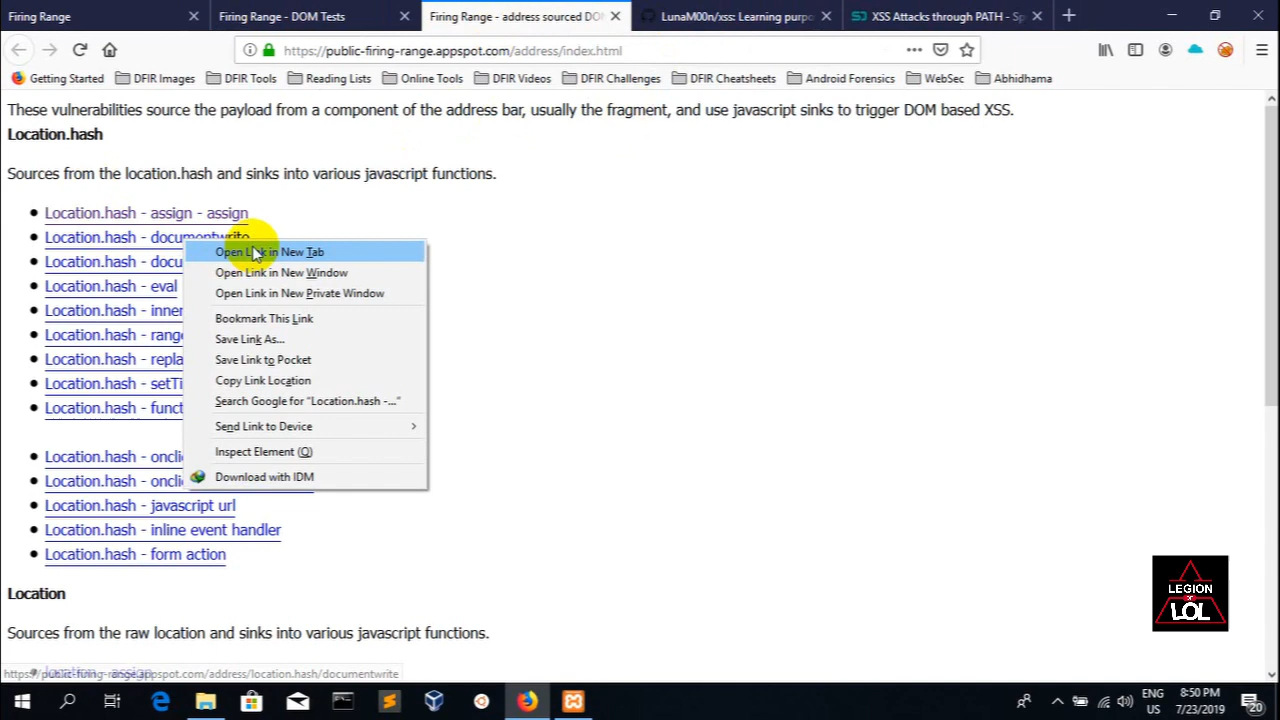 Firing Range
Firing Range - DOM Tests
Firing Range - address sourced DO
LunaM00n/xss: Learning purpo
XSS Attacks through PATH - Sp
https://public-firing-range.appspot.com/address/index.html
Getting Started
DFIR Images
DFIR Tools
Reading Lists
Online Tools
DFIR Videos
DFIR Challenges
DFIR Cheatsheets
Android Forensics
WebSec
Abhidhama
These vulnerabilities source the payload from a component of the address bar, usually the fragment, and use javascript sinks to trigger DOM based XSS.
Location.hash
Sources from the location.hash and sinks into various javascript functions.
Location.hash - assign - assign
Location.hash - documentwrite
Location.hash - docu
Location.hash - eval
Location.hash - inner
Location.hash - rang
Location.hash - repla
Location.hash - setTi
Location.hash - funct
Location.hash - oncli
Location.hash - oncli
Location.hash - javascript url
Location.hash - inline event handler
Location.hash - form action
Open Link in New Tab
Open Link in New Window
Open Link in New Private Window
Bookmark This Link
Save Link As...
Save Link to Pocket
Copy Link Location
Search Google for "Location.hash -..."
Send Link to Device
Inspect Element (Q)
Download with IDM
Location
Sources from the raw location and sinks into various javascript functions.
location - assign
https://public-firing-range.appspot.com/address/location.hash/documentwrite
LEGION
OF
LOL
ENG
US
8:50 PM
7/23/2019
20